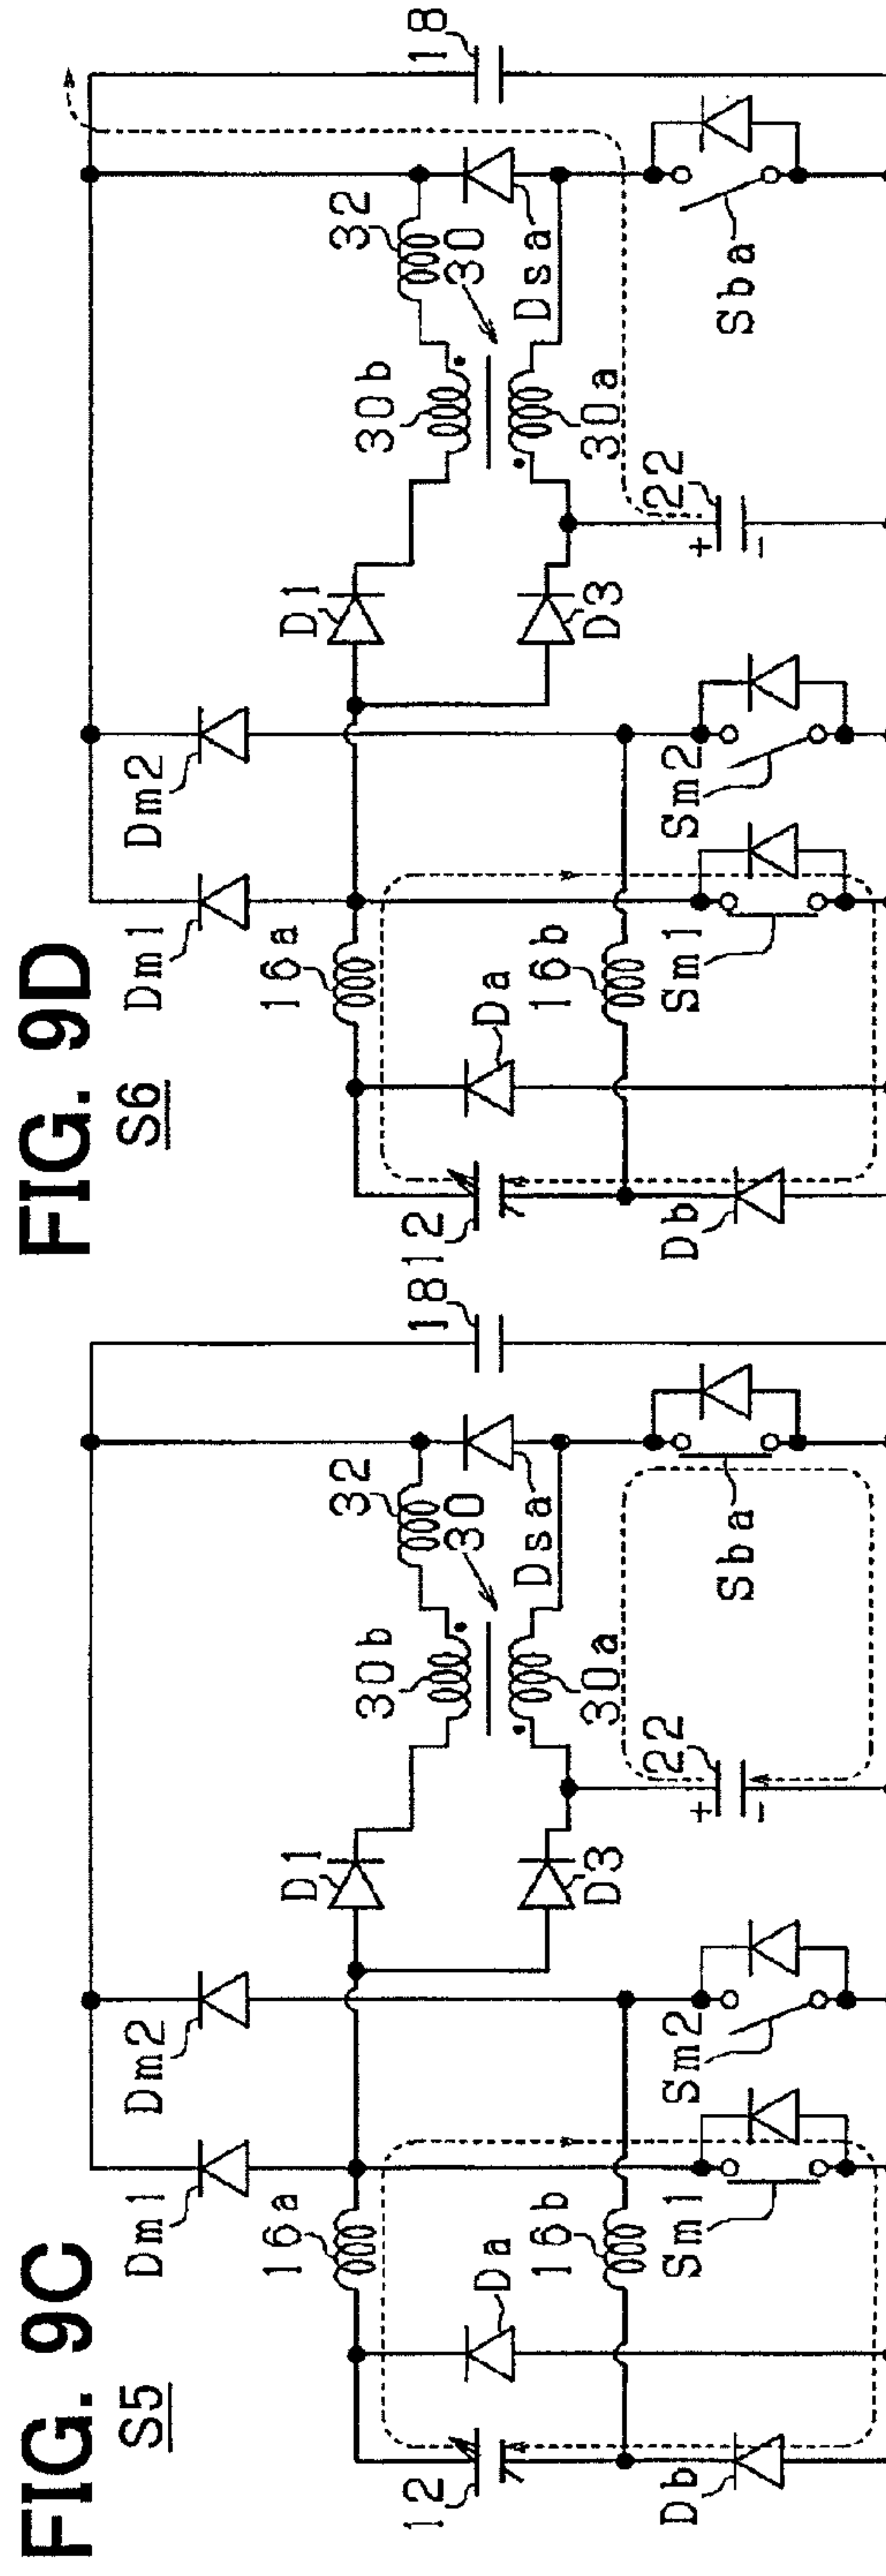 FIG. 9C
S5
Dm1
Dm2
12
16a
Da
16b
Db
Sm1
Sm2
D1
D3
30b
30
32
30a
Dsa
22
+
−
Sba
18
FIG. 9D
S6
Dm1
Dm2
12
16a
Da
16b
Db
Sm1
Sm2
D1
D3
30b
30
32
30a
Dsa
22
+
−
Sba
18